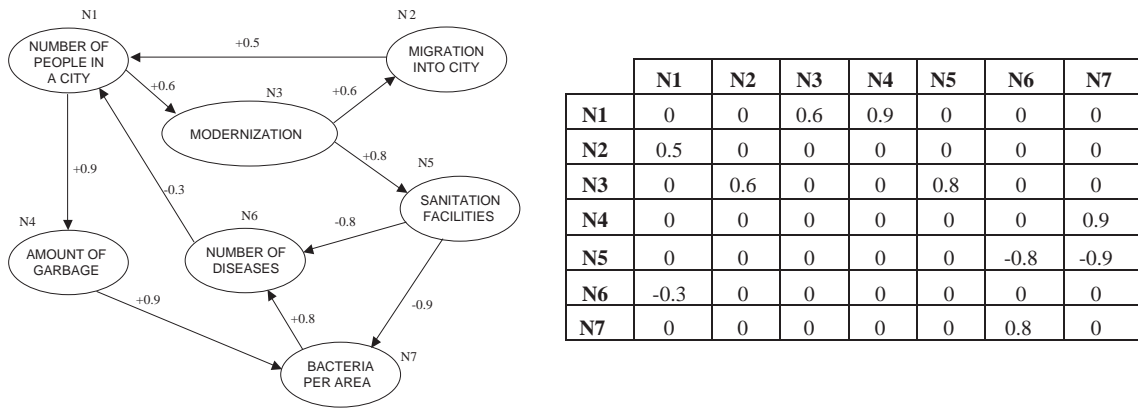 N1
NUMBER OF
PEOPLE IN
A CITY
N 2
MIGRATION
INTO CITY
+0.5
+0.6
N3
MODERNIZATION
+0.6
+0.8
N5
SANITATION
FACILITIES
+0.9
-0.3
N4
AMOUNT OF
GARBAGE
N6
NUMBER OF
DISEASES
-0.8
-0.9
+0.9
+0.8
N7
BACTERIA
PER AREA
N1 N2 N3 N4 N5 N6 N7
N1 0 0 0.6 0.9 0 0 0
N2 0.5 0 0 0 0 0 0
N3 0 0.6 0 0 0.8 0 0
N4 0 0 0 0 0 0 0.9
N5 0 0 0 0 0 -0.8 -0.9
N6 -0.3 0 0 0 0 0 0
N7 0 0 0 0 0 0.8 0